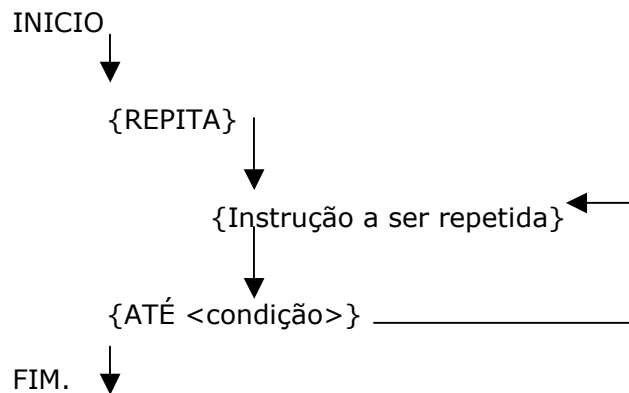 INICIO
{REPITA}
{Instrução a ser repetida}
{ATÉ <condição>}
FIM.